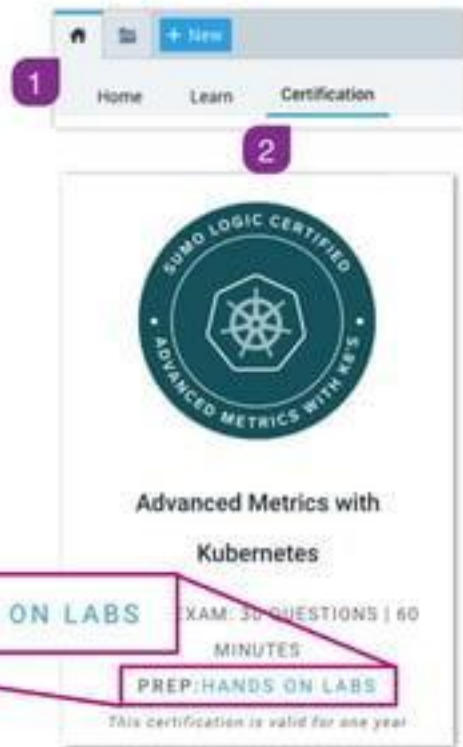 + New
1
Home Learn Certification
2
SUMO LOGIC CERTIFIED
ADVANCED METRICS WITH K8'S
Advanced Metrics with
Kubernetes
ON LABS
EXAM: 30 QUESTIONS | 60
MINUTES
PREP:HANDS ON LABS
This certification is valid for one year